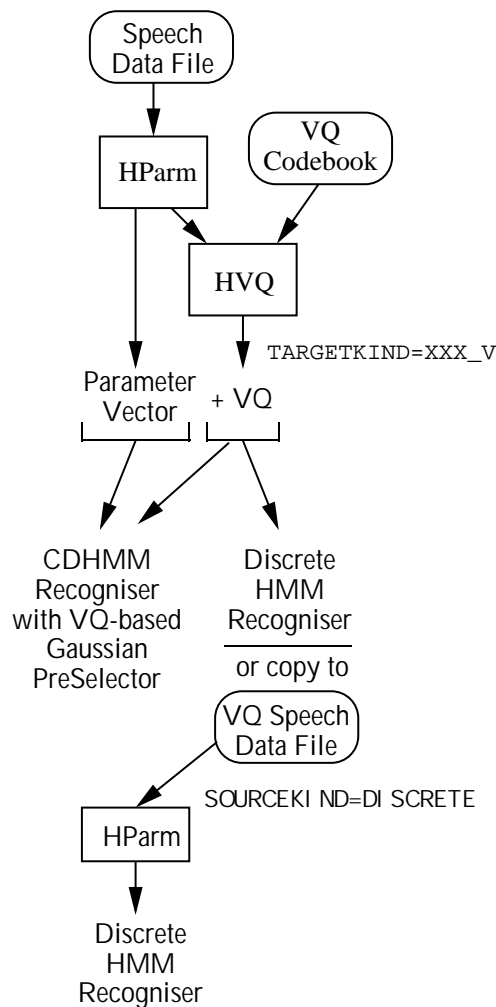 Speech
Data File
VQ
Codebook
HParm
HVQ
TARGETKIND=XXX_V
Parameter
Vector
+ VQ
CDHMM
Recogniser
with VQ-based
Gaussian
PreSelector
Discrete
HMM
Recogniser
or copy to
VQ Speech
Data File
SOURCEKIND=DISCRETE
HParm
Discrete
HMM
Recogniser